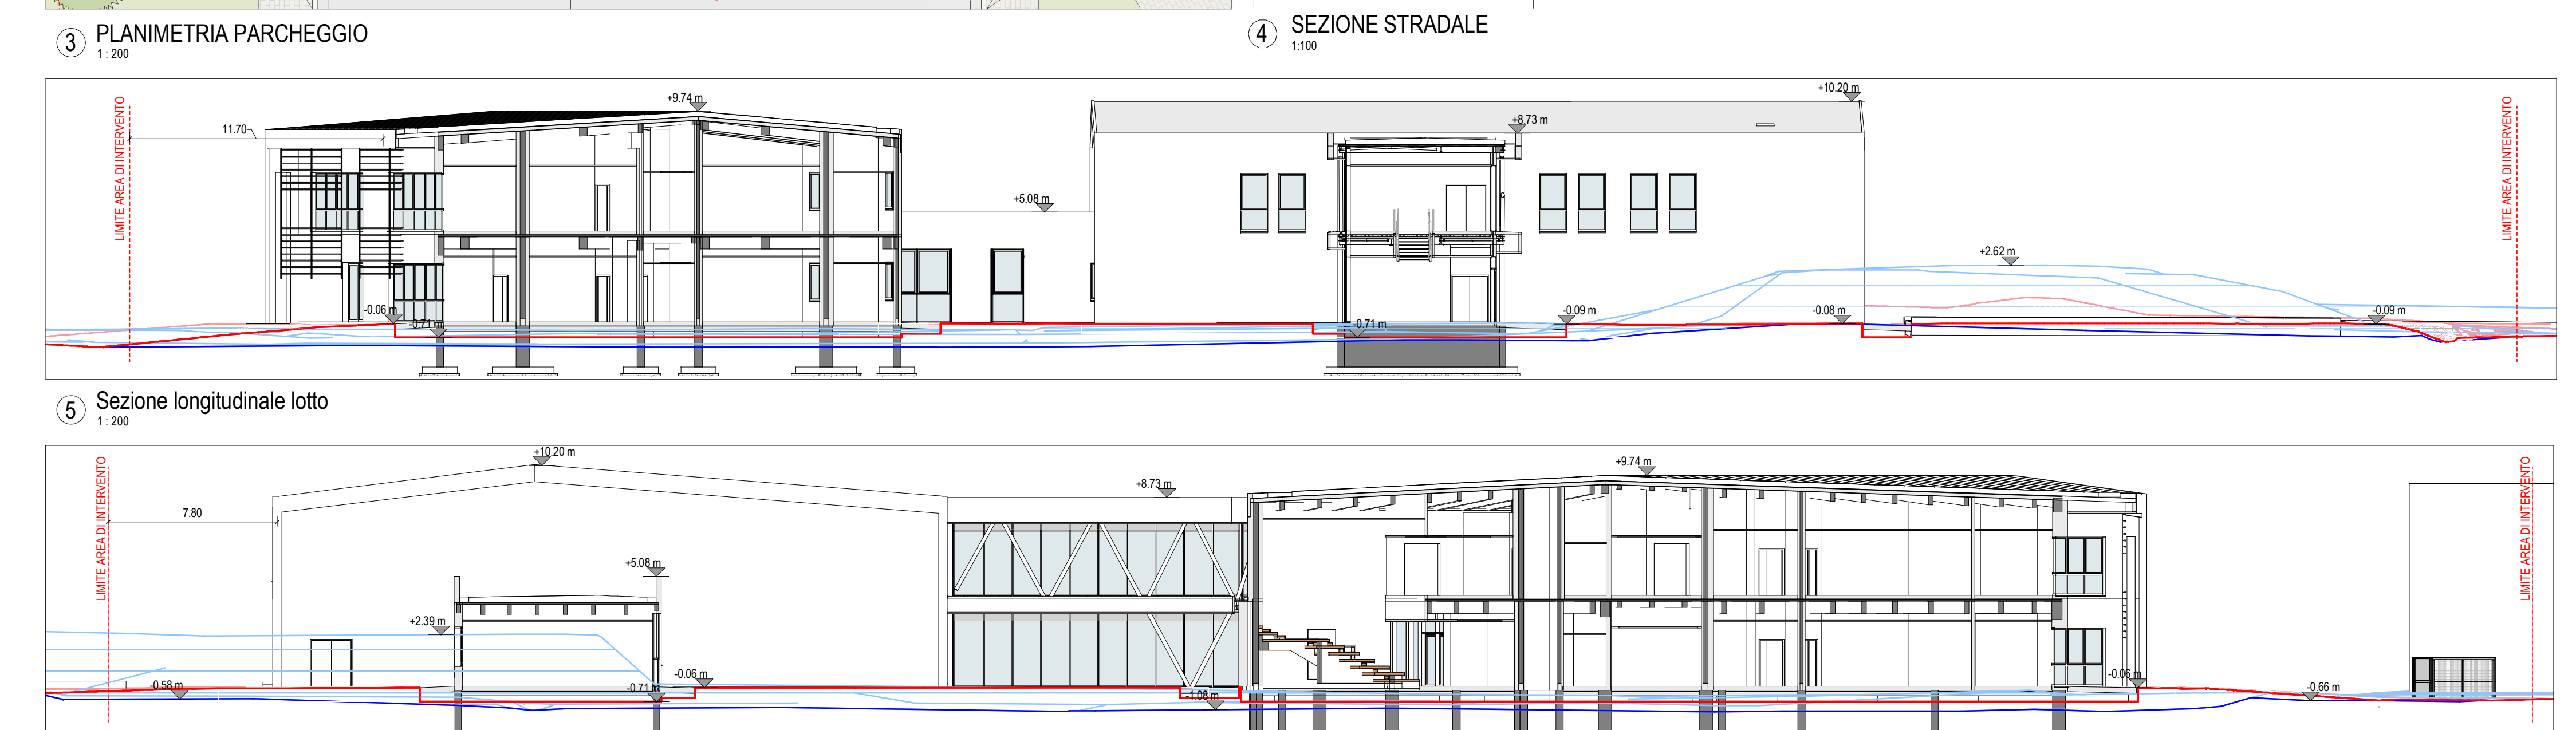 3 PLANIMETRIA PARCHEGGIO
1 : 200
4 SEZIONE STRADALE
1:100
LIMITE AREA DI INTERVENTO
11.70
+9.74 m
+5.08 m
+8.73 m
+10.20 m
+2.62 m
LIMITE AREA DI INTERVENTO
-0.06 m
-0.71 m
-0.71 m
-0.09 m
-0.08 m
-0.09 m
5 Sezione longitudinale lotto
1 : 200
LIMITE AREA DI INTERVENTO
7.80
+10.20 m
+8.73 m
+9.74 m
+5.08 m
+2.39 m
LIMITE AREA DI INTERVENTO
-0.58 m
-0.71 m
-0.06 m
-1.08 m
-0.06 m
-0.66 m